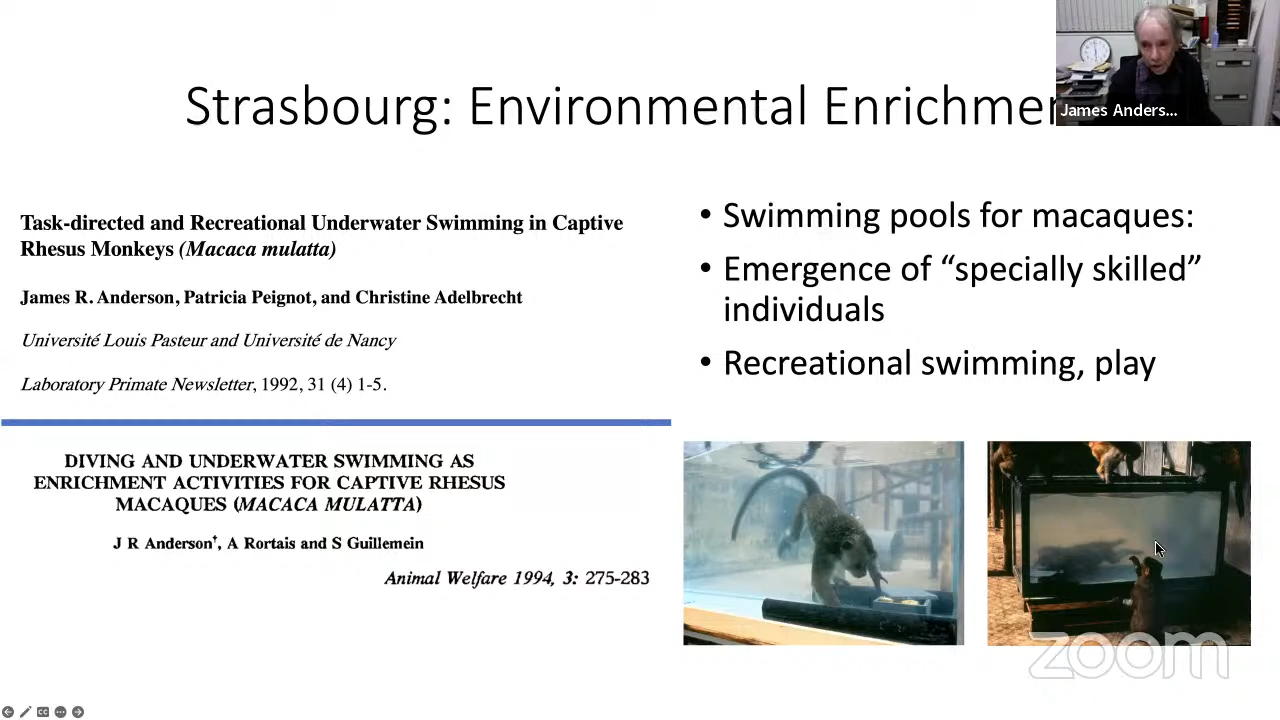 Strasbourg: Environmental Enrichmen
James Anders...
Task-directed and Recreational Underwater Swimming in Captive
Rhesus Monkeys (Macaca mulatta)
James R. Anderson, Patricia Peignot, and Christine Adelbrecht
Université Louis Pasteur and Université de Nancy
Laboratory Primate Newsletter, 1992, 31 (4) 1-5.
DIVING AND UNDERWATER SWIMMING AS
ENRICHMENT ACTIVITIES FOR CAPTIVE RHESUS
MACAQUES (MACACA MULATTA)
J R Anderson†, A Rortais and S Guillemein
Animal Welfare 1994, 3: 275-283
• Swimming pools for macaques:
• Emergence of “specially skilled”
individuals
• Recreational swimming, play
zoom
CC